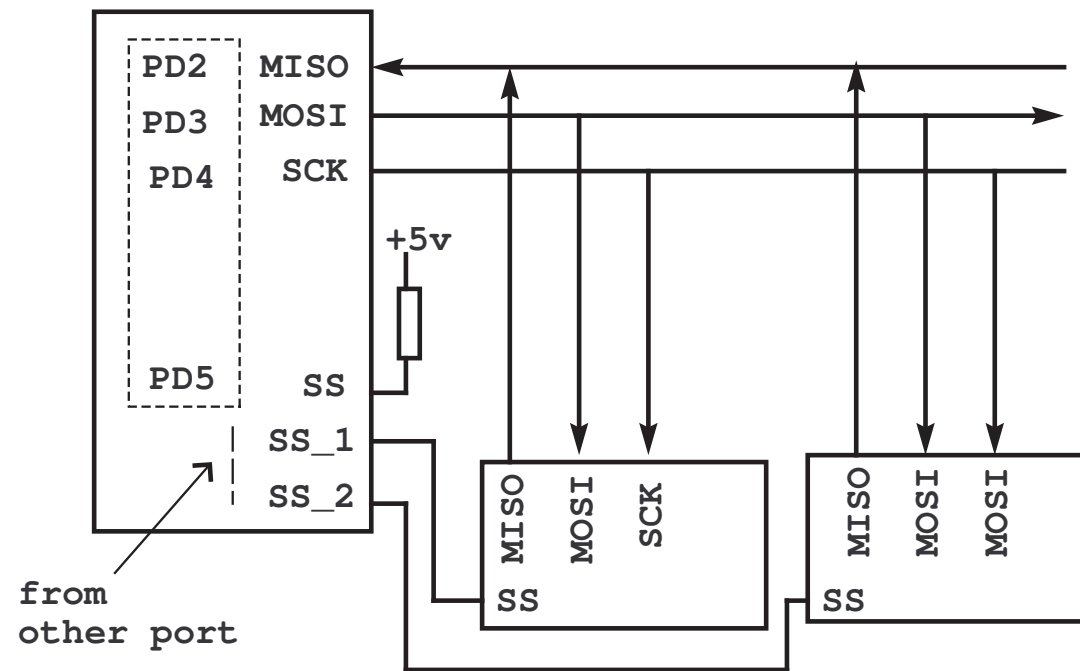 PD2 MISO
PD3 MOSI
PD4 SCK
+5v
PD5 SS
SS_1
SS_2
from
other port
MISO
MOSI
SCK
SS
MISO
MOSI
MOSI
SS